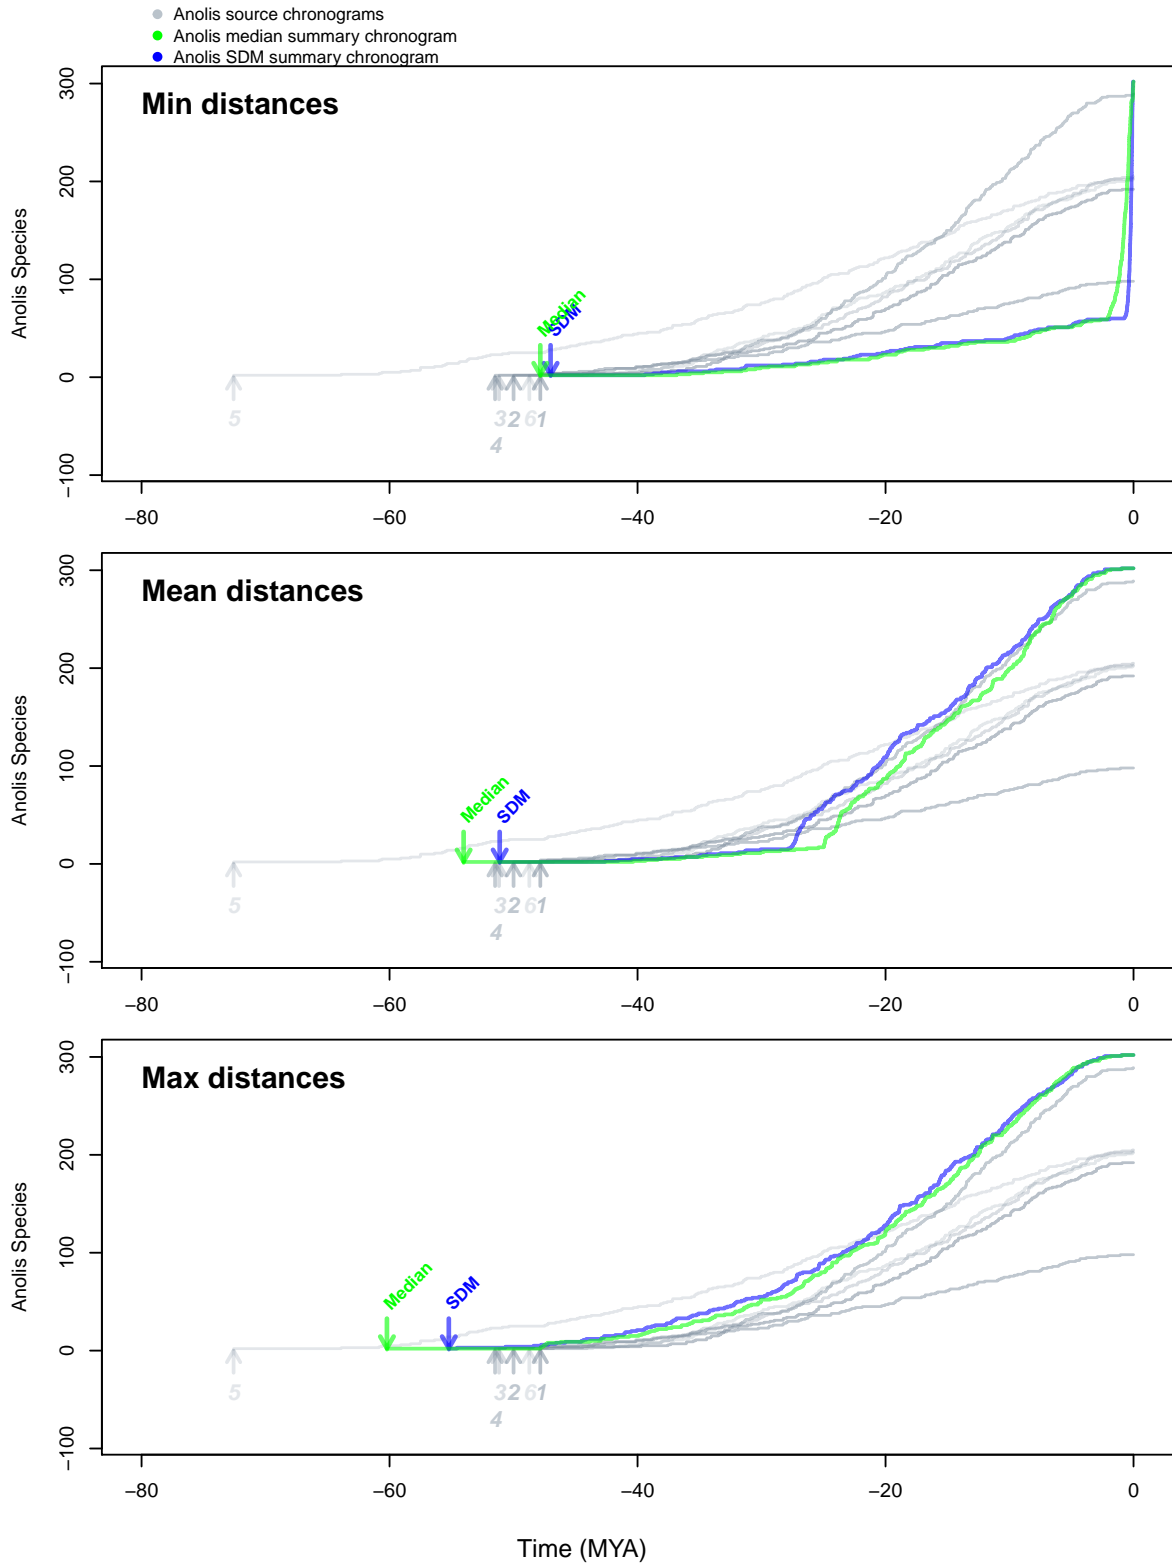 Anolis source chronograms
Anolis median summary chronogram
Anolis SDM summary chronogram
Min distances
Anolis Species
300
200
100
0
−100
Median
SDM
5
3 2 6 1
4
−80 −60 −40 −20 0
Mean distances
Anolis Species
300
200
100
0
−100
Median
SDM
5
3 2 6 1
4
−80 −60 −40 −20 0
Max distances
Anolis Species
300
200
100
0
−100
Median
SDM
5
3 2 6 1
4
−80 −60 −40 −20 0
Time (MYA)